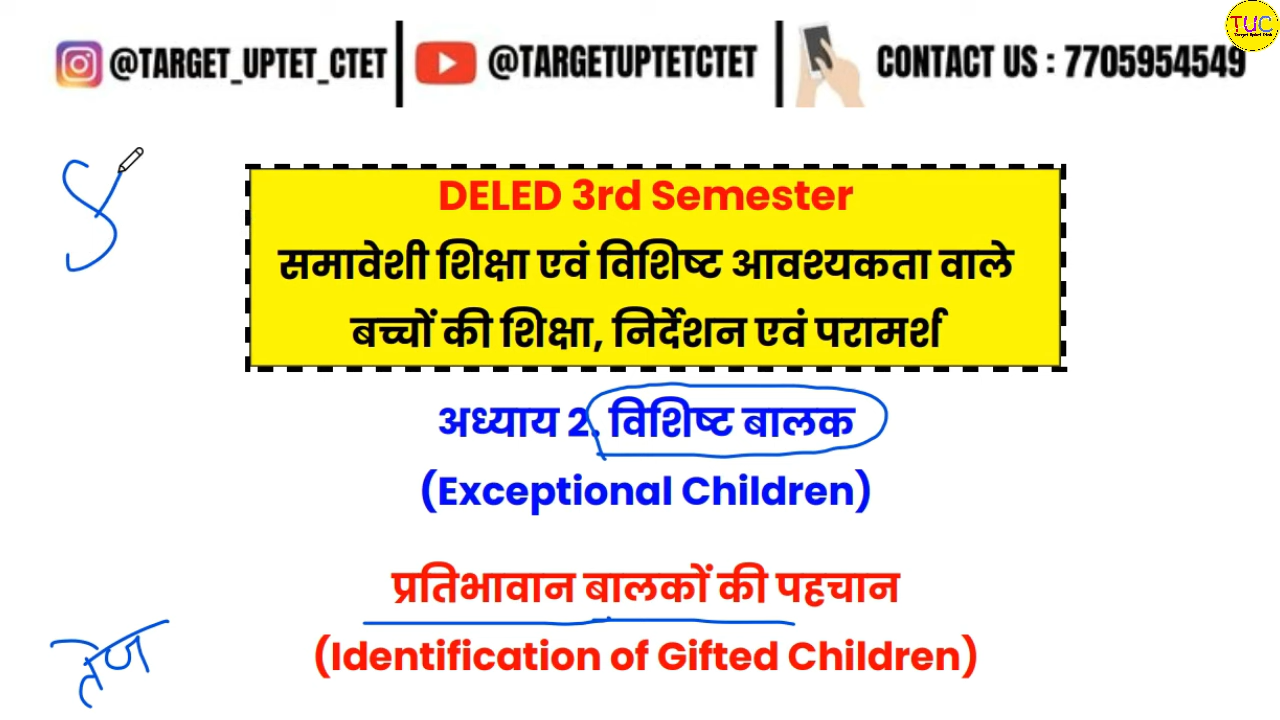 @TARGET_UPTET_CTET @TARGETUPTETCTET CONTACT US : 7705954549 TUC
DELED 3rd Semester
समावेशी शिक्षा एवं विशिष्ट आवश्यकता वाले
बच्चों की शिक्षा, निर्देशन एवं परामर्श
अध्याय 2. विशिष्ट बालक
(Exceptional Children)
प्रतिभावान बालकों की पहचान
(Identification of Gifted Children)